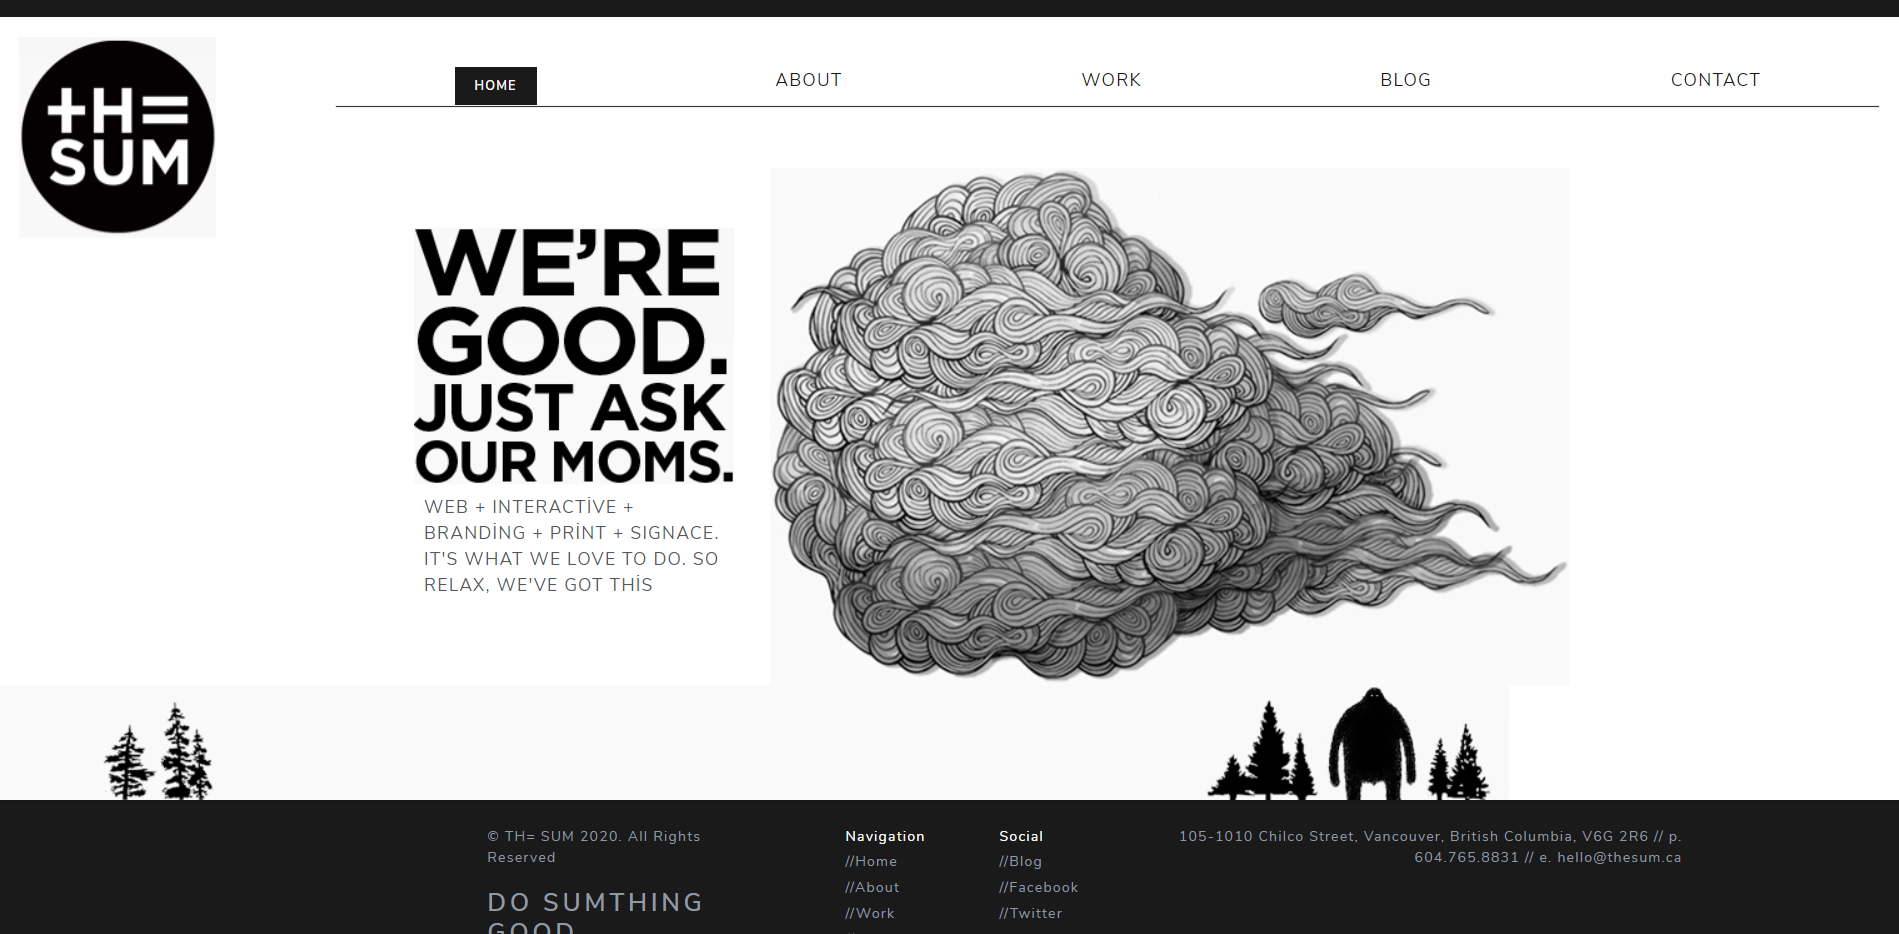 +H=
SUM
HOME
ABOUT
WORK
BLOG
CONTACT
WE'RE
GOOD.
JUST ASK
OUR MOMS.
WEB + INTERACTİVE +
BRANDİNG + PRİNT + SIGNACE.
IT'S WHAT WE LOVE TO DO. SO
RELAX, WE'VE GOT THİS
© TH= SUM 2020. All Rights
Reserved
DO SUMTHING
GOOD
Navigation
//Home
//About
//Work
Social
//Blog
//Facebook
//Twitter
105-1010 Chilco Street, Vancouver, British Columbia, V6G 2R6 // p.
604.765.8831 // e. hello@thesum.ca